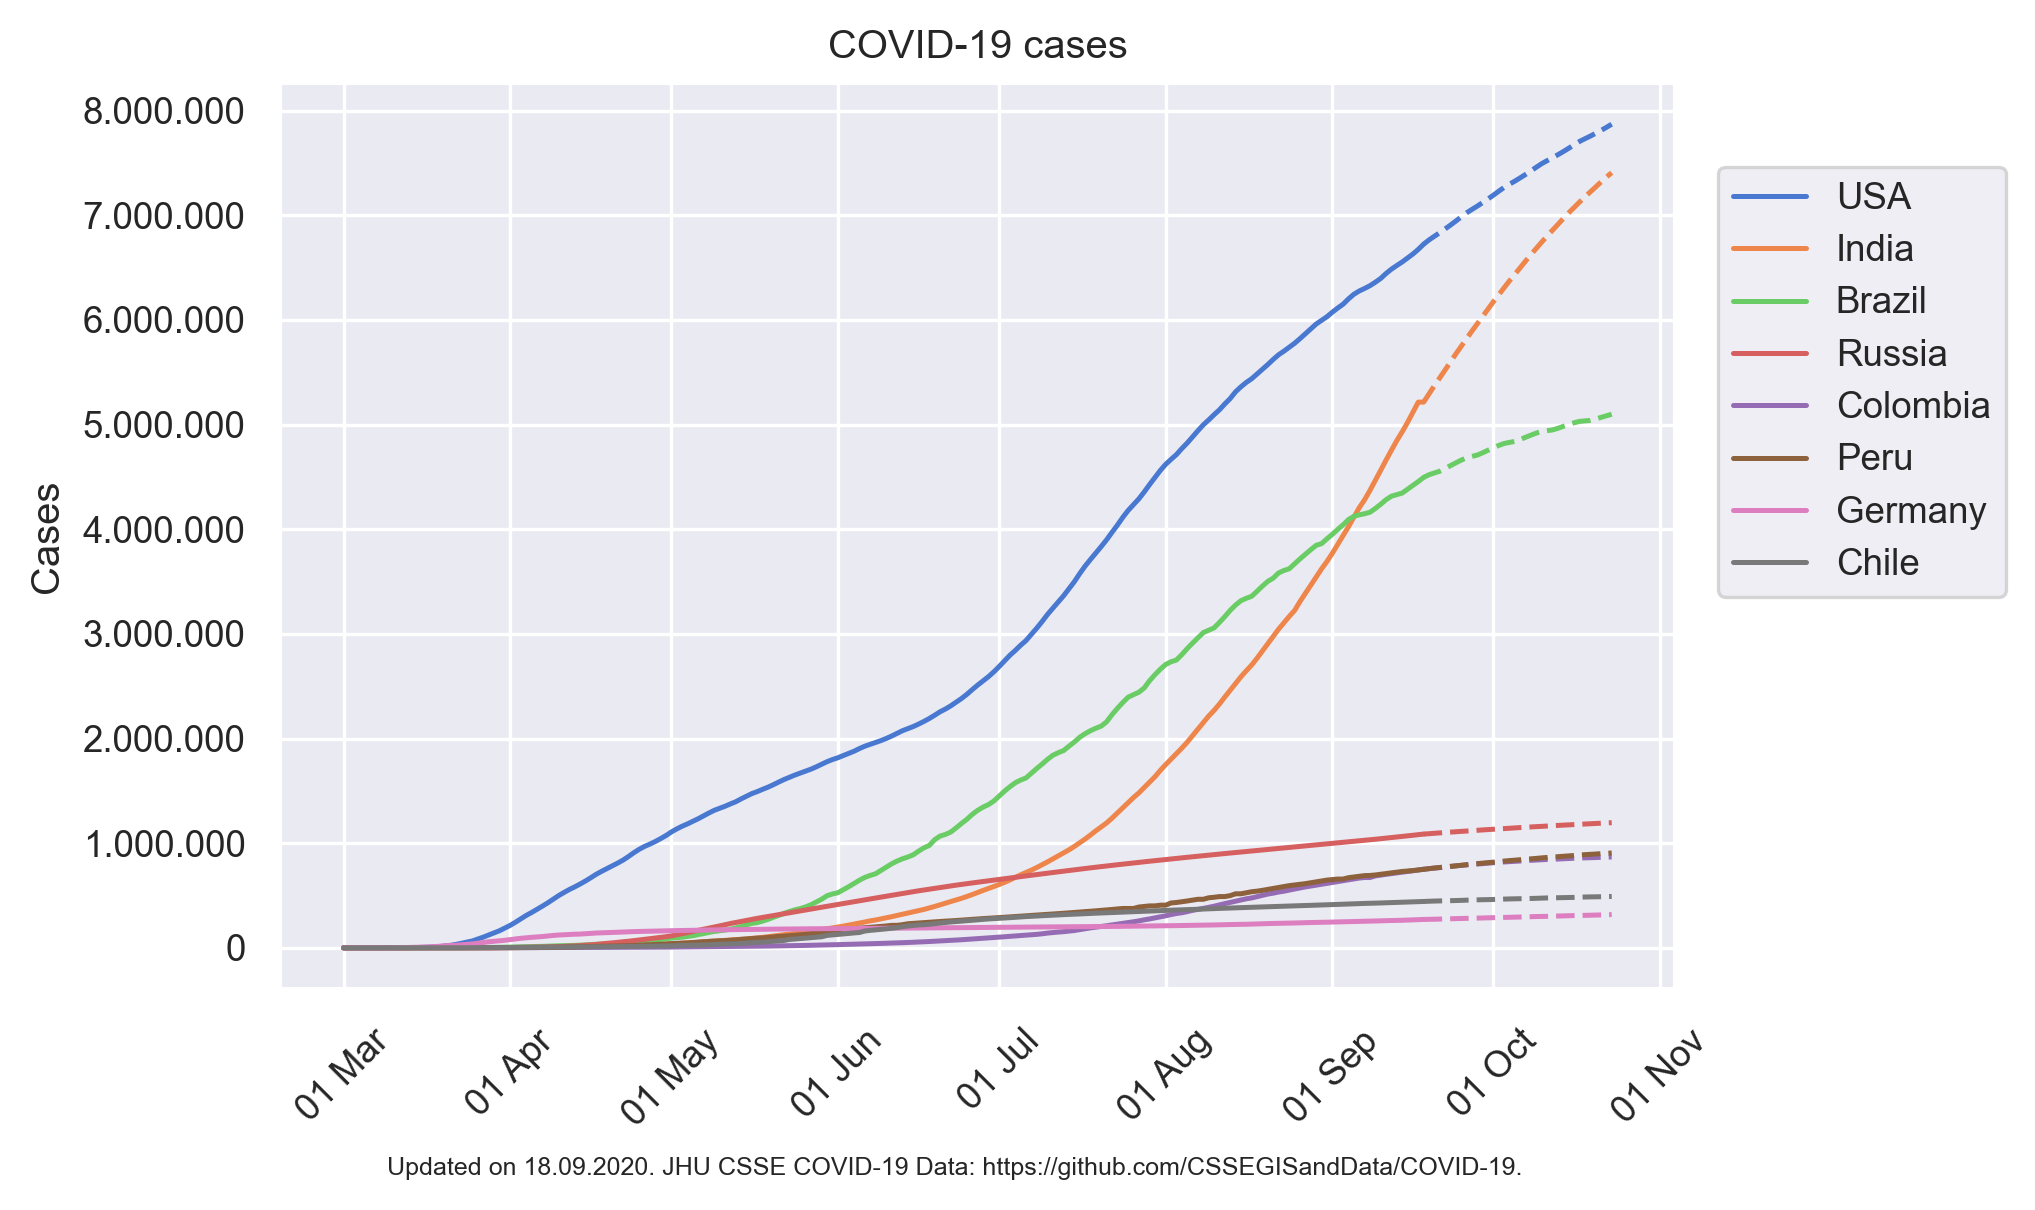 COVID-19 cases
8.000.000
7.000.000
6.000.000
5.000.000
4.000.000
3.000.000
2.000.000
1.000.000
0
Cases
01 Mar
01 Apr
01 May
01 Jun
01 Jul
01 Aug
01 Sep
01 Oct
01 Nov
USA
India
Brazil
Russia
Colombia
Peru
Germany
Chile
Updated on 18.09.2020. JHU CSSE COVID-19 Data: https://github.com/CSSEGISandData/COVID-19.